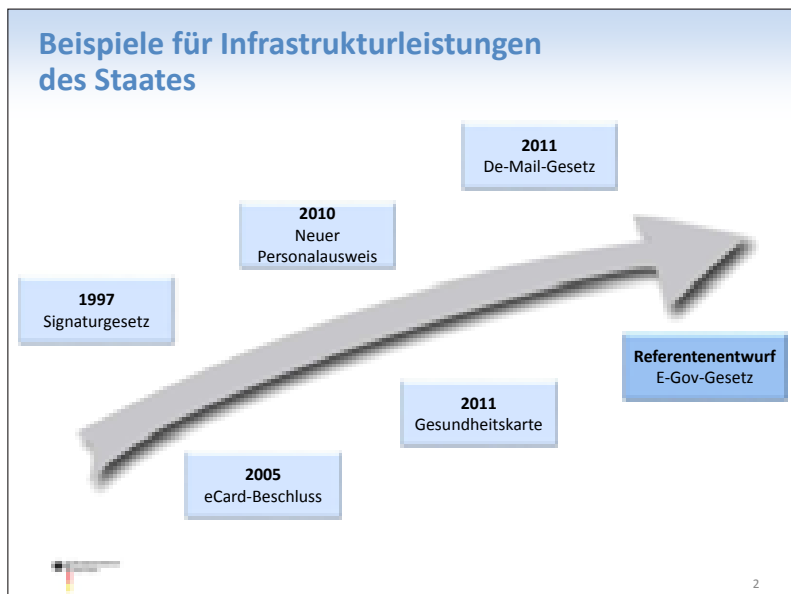 Beispiele für Infrastrukturleistungen
des Staates
2011
De-Mail-Gesetz
2010
Neuer
Personalausweis
1997
Signaturgesetz
Referentenentwurf
E-Gov-Gesetz
2011
Gesundheitskarte
2005
eCard-Beschluss
2